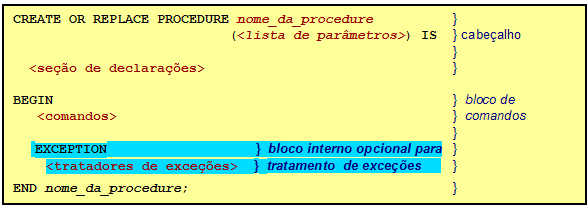 CREATE OR REPLACE PROCEDURE nome_da_procedure }
(<lista de parâmetros>) IS } cabeçalho
}
<seção de declarações> }
BEGIN } bloco de
<comandos> } comandos
}
EXCEPTION } bloco interno opcional para }
<tratadores de exceções> } tratamento de exceções }
END nome_da_procedure; }